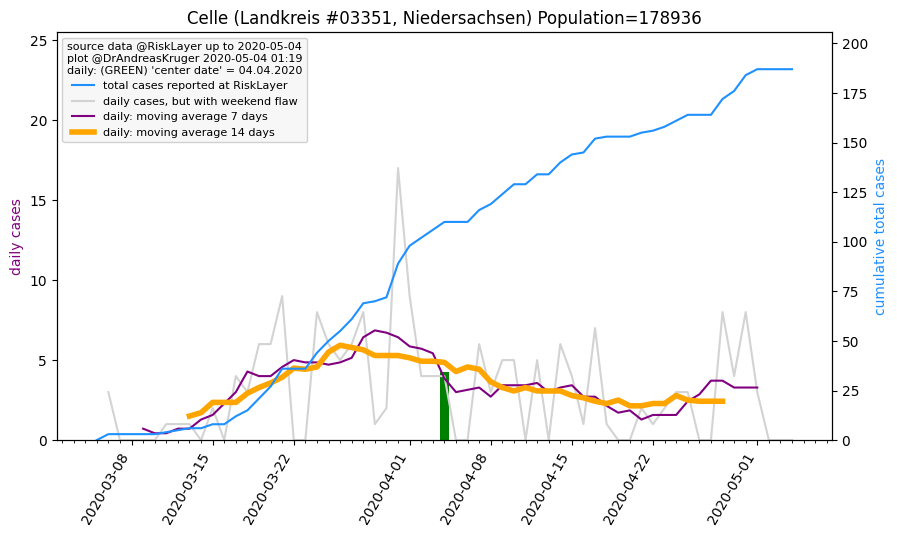 Celle (Landkreis #03351, Niedersachsen) Population=178936
source data @RiskLayer up to 2020-05-04
plot @DrAndreasKruger 2020-05-04 01:19
daily: (GREEN) 'center date' = 04.04.2020
total cases reported at RiskLayer
daily cases, but with weekend flaw
daily: moving average 7 days
daily: moving average 14 days
daily cases
25
20
15
10
5
0
200
175
150
125
100
75
50
25
0
cumulative total cases
2020-03-08
2020-03-15
2020-03-22
2020-04-01
2020-04-08
2020-04-15
2020-04-22
2020-05-01